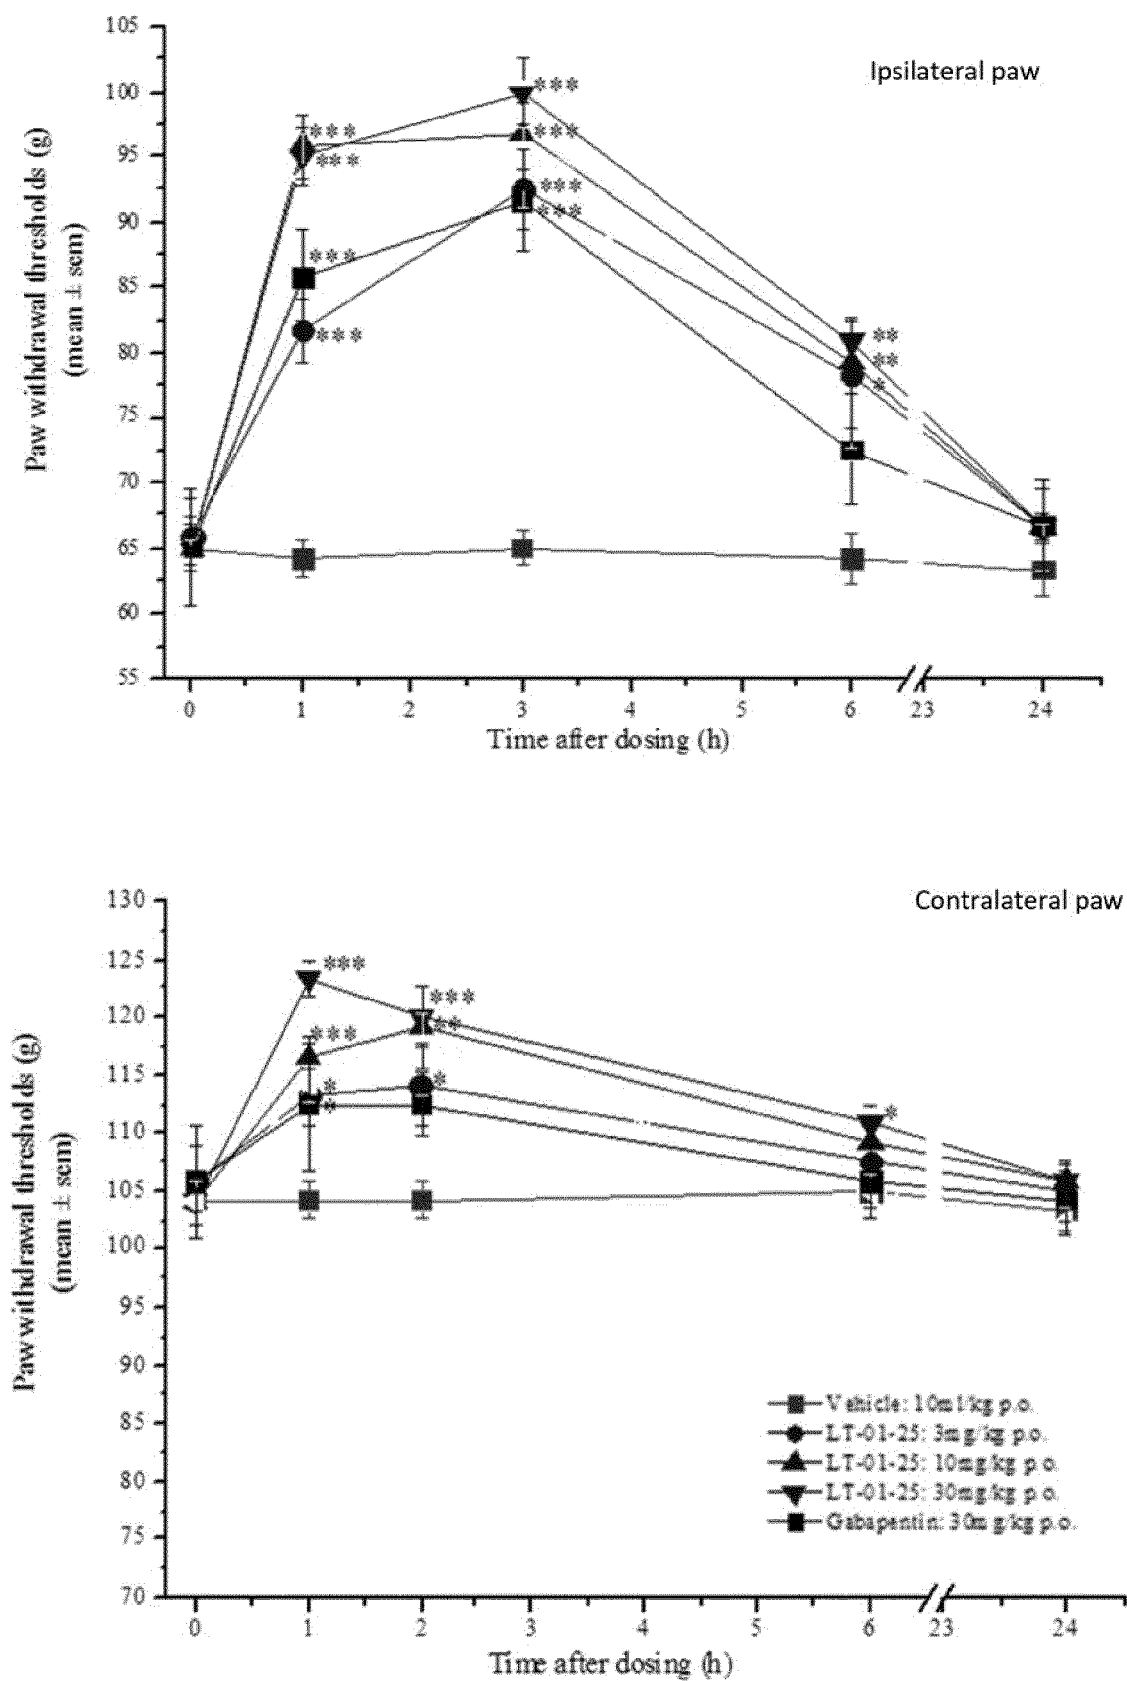 Ipsilateral paw
Paw withdrawal thresholds (g)
(mean ± sem)
105
100
95
90
85
80
75
70
65
60
55
***
***
***
***
***
***
***
***
**
**
*
0 1 2 3 4 5 6 23 24
Time after dosing (h)
Contralateral paw
Paw withdrawal thresholds (g)
(mean ± sem)
130
125
120
115
110
105
100
95
90
85
80
75
70
***
***
***
**
*
*
*
*
Vehicle: 10ml/kg p.o.
LT-01-25: 3mg/kg p.o.
LT-01-25: 10mg/kg p.o.
LT-01-25: 30mg/kg p.o.
Gabapentin: 30mg/kg p.o.
0 1 2 3 4 5 6 23 24
Time after dosing (h)